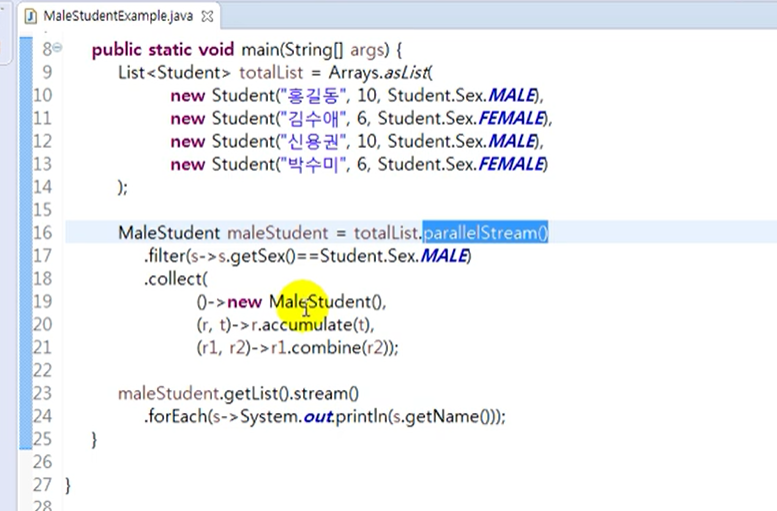 MaleStudentExample.java
8 public static void main(String[] args) {
9 List<Student> totalList = Arrays.asList(
10 new Student("홍길동", 10, Student.Sex.MALE),
11 new Student("김수애", 6, Student.Sex.FEMALE),
12 new Student("신용권", 10, Student.Sex.MALE),
13 new Student("박수미", 6, Student.Sex.FEMALE)
14 );
15
16 MaleStudent maleStudent = totalList.parallelStream()
17 .filter(s->s.getSex()==Student.Sex.MALE)
18 .collect(
19 ()->new MaleStudent(),
20 (r, t)->r.accumulate(t),
21 (r1, r2)->r1.combine(r2));
22
23 maleStudent.getList().stream()
24 .forEach(s->System.out.println(s.getName()));
25 }
26
27 }
28